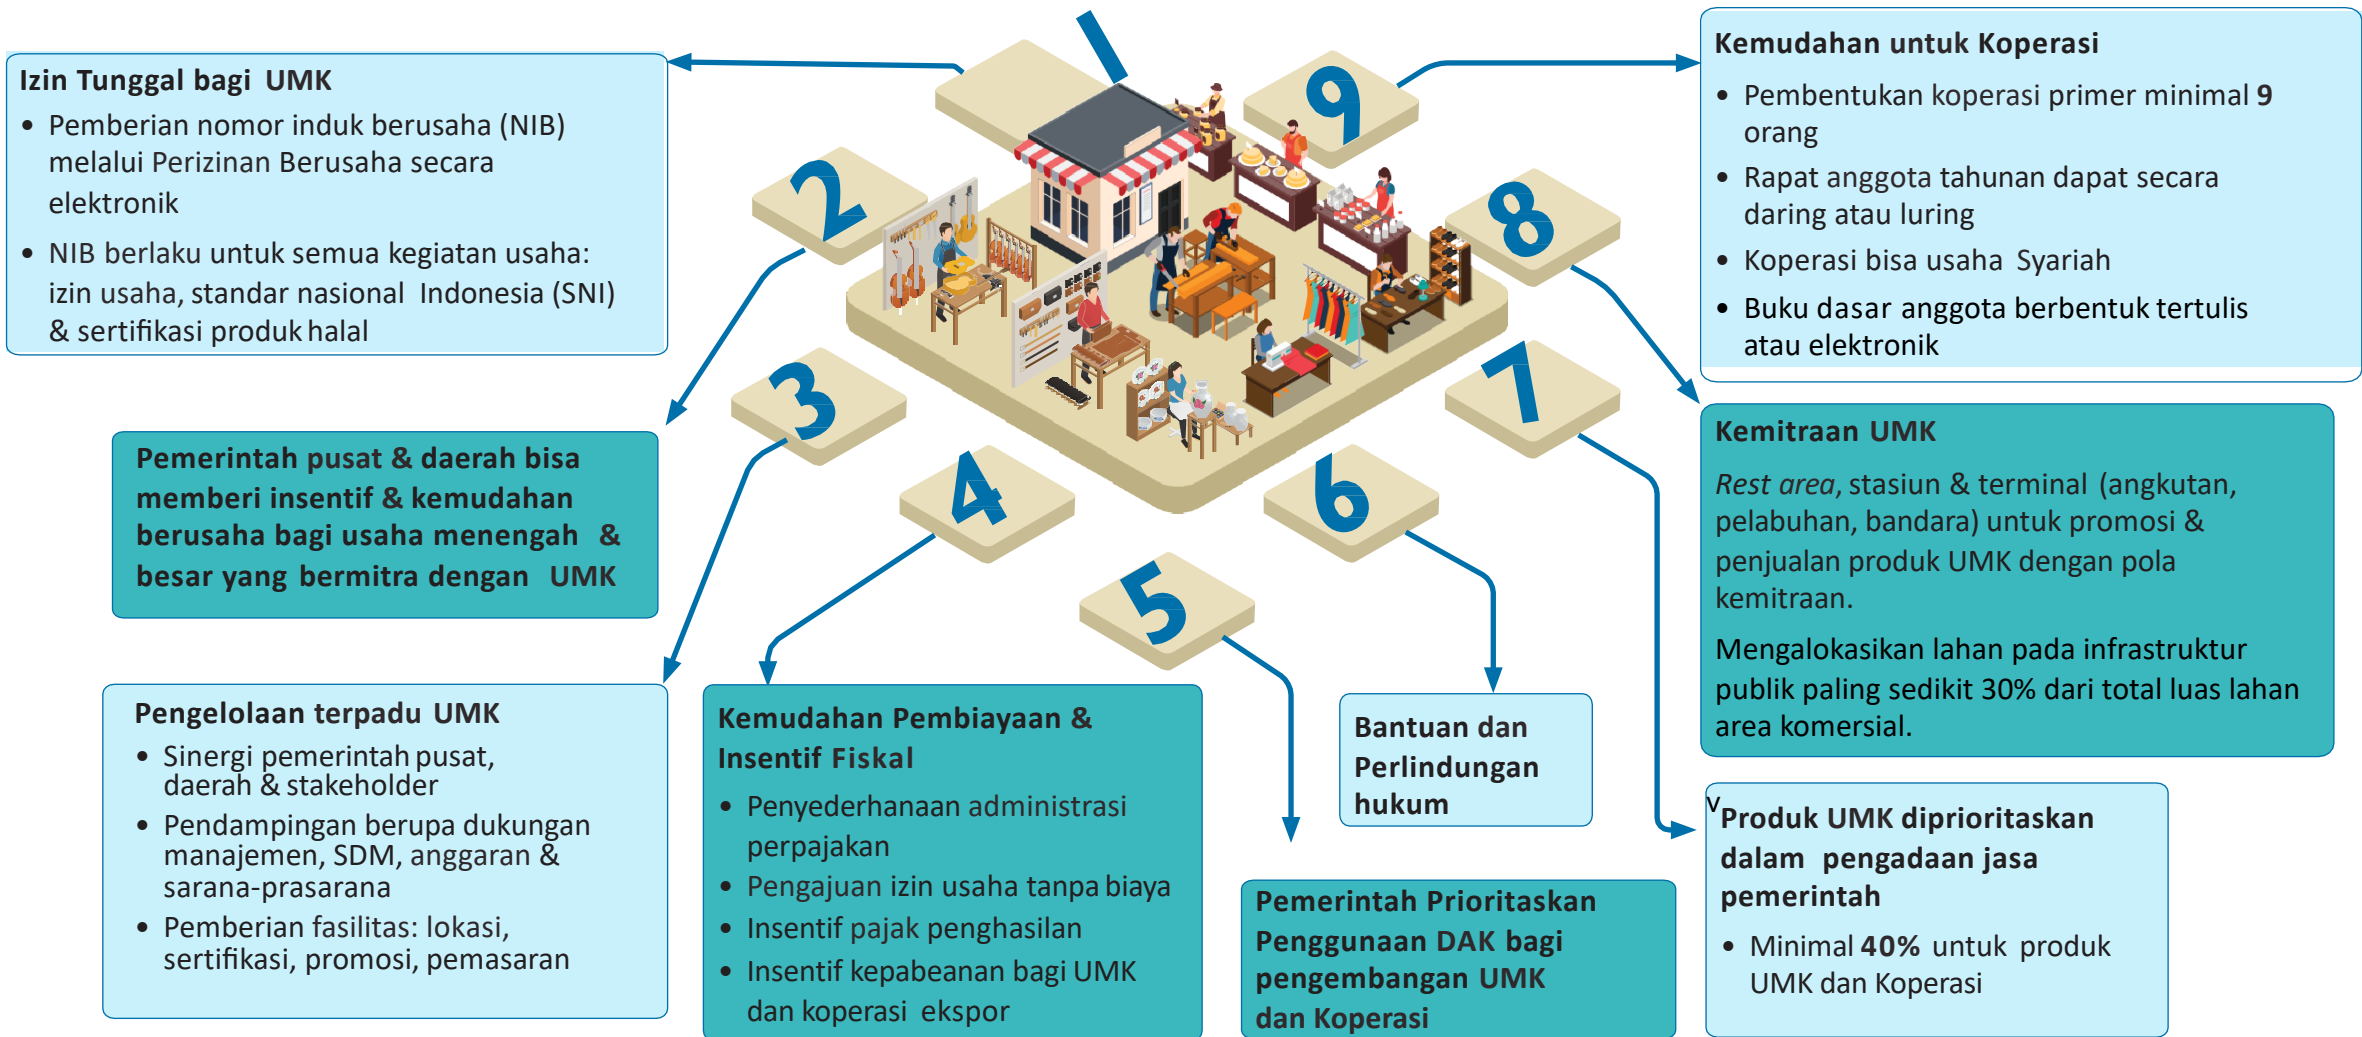 1
Izin Tunggal bagi UMK
• Pemberian nomor induk berusaha (NIB)
melalui Perizinan Berusaha secara
elektronik
• NIB berlaku untuk semua kegiatan usaha:
izin usaha, standar nasional Indonesia (SNI)
& sertifikasi produk halal
2
Pemerintah pusat & daerah bisa
memberi insentif & kemudahan
berusaha bagi usaha menengah &
besar yang bermitra dengan UMK
3
Pengelolaan terpadu UMK
• Sinergi pemerintah pusat,
daerah & stakeholder
• Pendampingan berupa dukungan
manajemen, SDM, anggaran &
sarana-prasarana
• Pemberian fasilitas: lokasi,
sertifikasi, promosi, pemasaran
4
Kemudahan Pembiayaan &
Insentif Fiskal
• Penyederhanaan administrasi
perpajakan
• Pengajuan izin usaha tanpa biaya
• Insentif pajak penghasilan
• Insentif kepabeanan bagi UMK
dan koperasi ekspor
5
Pemerintah Prioritaskan
Penggunaan DAK bagi
pengembangan UMK
dan Koperasi
6
Bantuan dan
Perlindungan
hukum
7
v
Produk UMK diprioritaskan
dalam pengadaan jasa
pemerintah
• Minimal 40% untuk produk
UMK dan Koperasi
8
Kemitraan UMK
Rest area, stasiun & terminal (angkutan,
pelabuhan, bandara) untuk promosi &
penjualan produk UMK dengan pola
kemitraan.
Mengalokasikan lahan pada infrastruktur
publik paling sedikit 30% dari total luas lahan
area komersial.
9
Kemudahan untuk Koperasi
• Pembentukan koperasi primer minimal 9
orang
• Rapat anggota tahunan dapat secara
daring atau luring
• Koperasi bisa usaha Syariah
• Buku dasar anggota berbentuk tertulis
atau elektronik